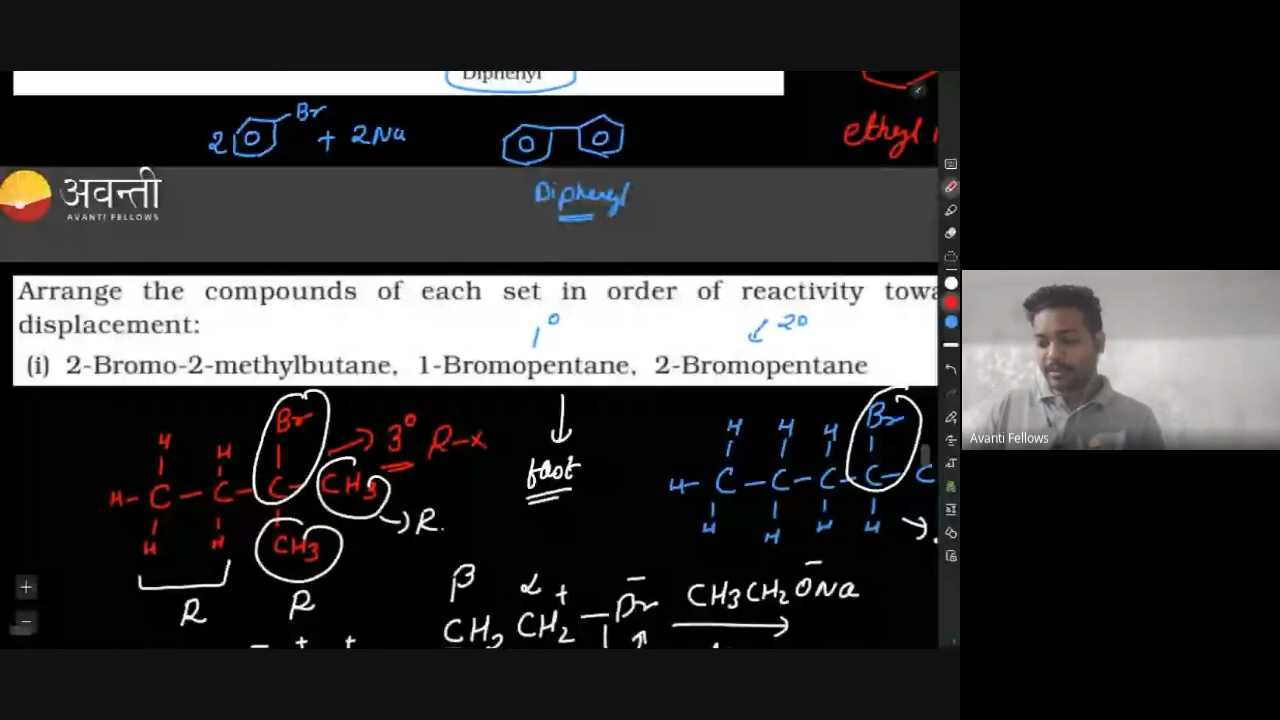 Diphenyl
2 Br + 2Na
ethyl
अवन्ती
AVANTI FELLOWS
Diphenyl
Arrange the compounds of each set in order of reactivity
displacement:
1° 2°
(i) 2-Bromo-2-methylbutane, 1-Bromopentane, 2-Bromopentane
Br
H H C CH3 3° R-X
H-C-C-C-CH3
H H CH3
R R R
fast
H H H Br
H-C-C-C-C-C
H H H H
β α + -
CH3 CH2 - Br CH3CH2ŌNa
Avanti Fellows